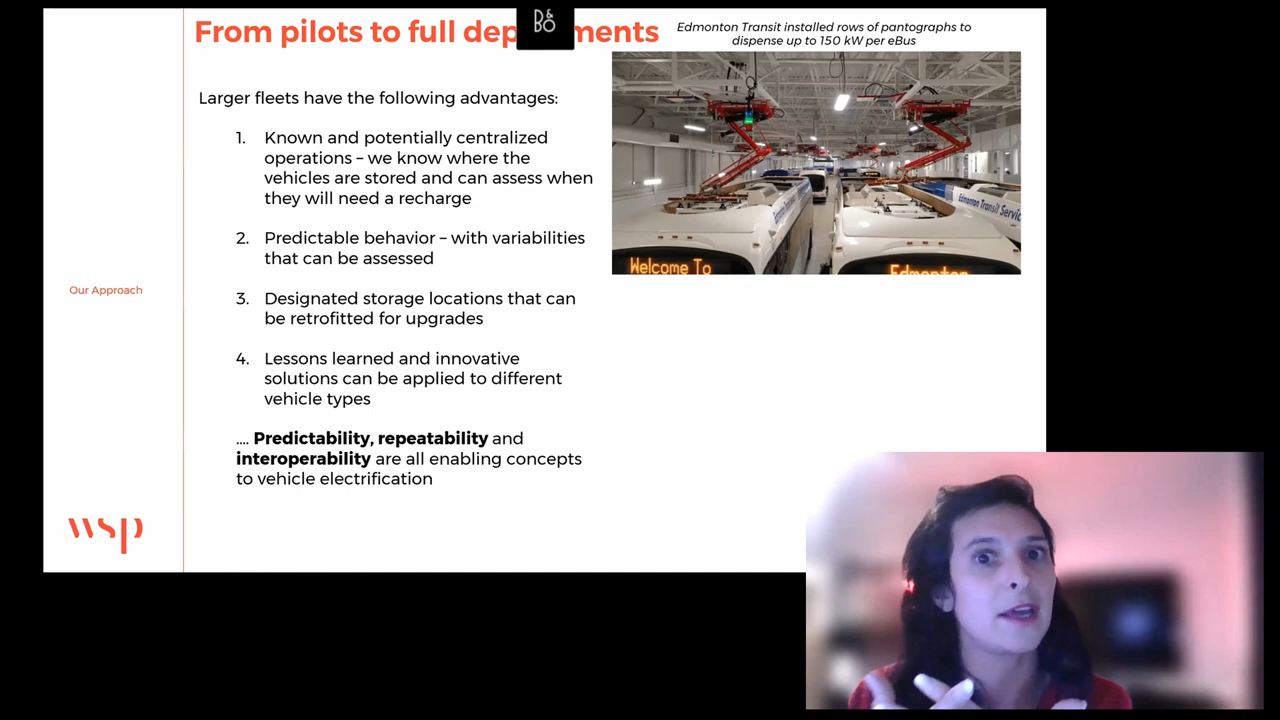 From pilots to full dep ments
B&O
Edmonton Transit installed rows of pantographs to
dispense up to 150 kW per eBus
Larger fleets have the following advantages:
1. Known and potentially centralized
operations – we know where the
vehicles are stored and can assess when
they will need a recharge
2. Predictable behavior – with variabilities
that can be assessed
3. Designated storage locations that can
be retrofitted for upgrades
4. Lessons learned and innovative
solutions can be applied to different
vehicle types
.... Predictability, repeatability and
interoperability are all enabling concepts
to vehicle electrification
Our Approach
wsp
Edmonton Transit Servic
Welcome To
Edmonton